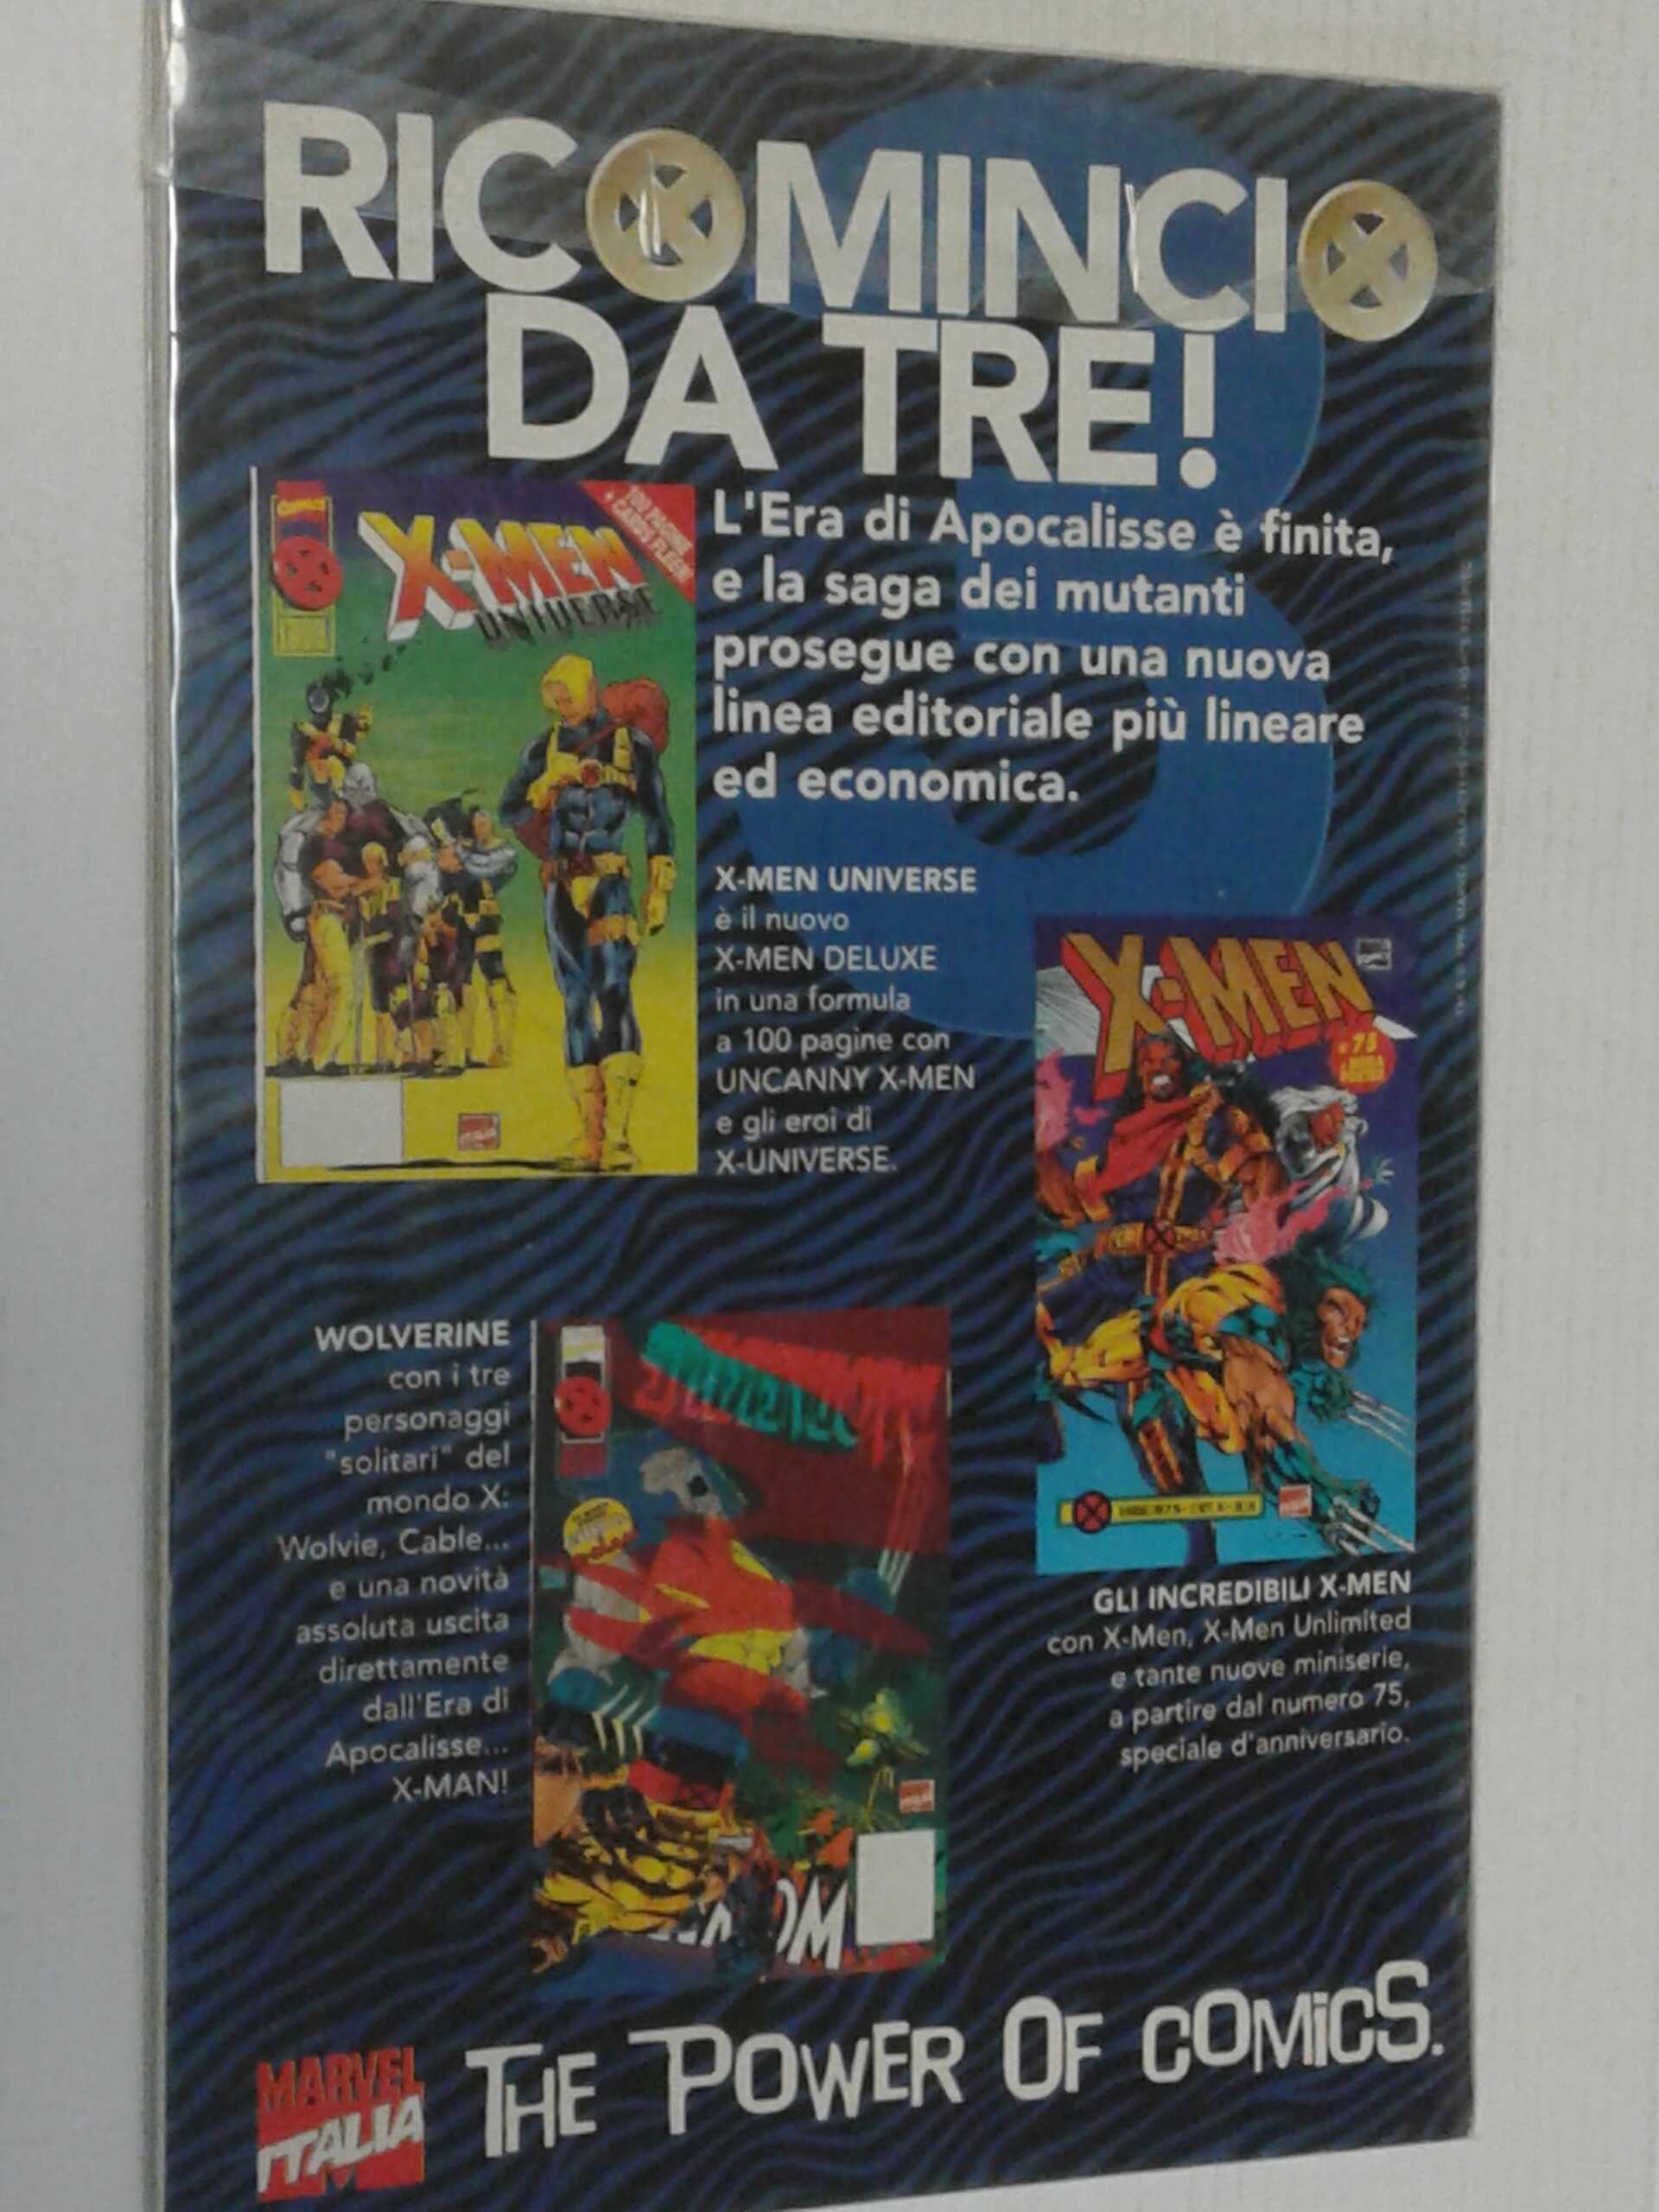 RICOMINCIO
DA TRE!
L'Era di Apocalisse è finita,
e la saga dei mutanti
prosegue con una nuova
linea editoriale più lineare
ed economica.
X-MEN
UNIVERSE
X-MEN UNIVERSE
è il nuovo
X-MEN DELUXE
in una formula
a 100 pagine con
UNCANNY X-MEN
e gli eroi di
X-UNIVERSE.
X-MEN
WOLVERINE
con i tre
personaggi
"solitari" del
mondo X:
Wolvie, Cable...
e una novità
assoluta uscita
direttamente
dall'Era di
Apocalisse...
X-MAN!
GLI INCREDIBILI X-MEN
con X-Men, X-Men Unlimited
e tante nuove miniserie,
a partire dal numero 75,
speciale d'anniversario.
MARVEL
ITALIA
THE POWER OF COMICS.